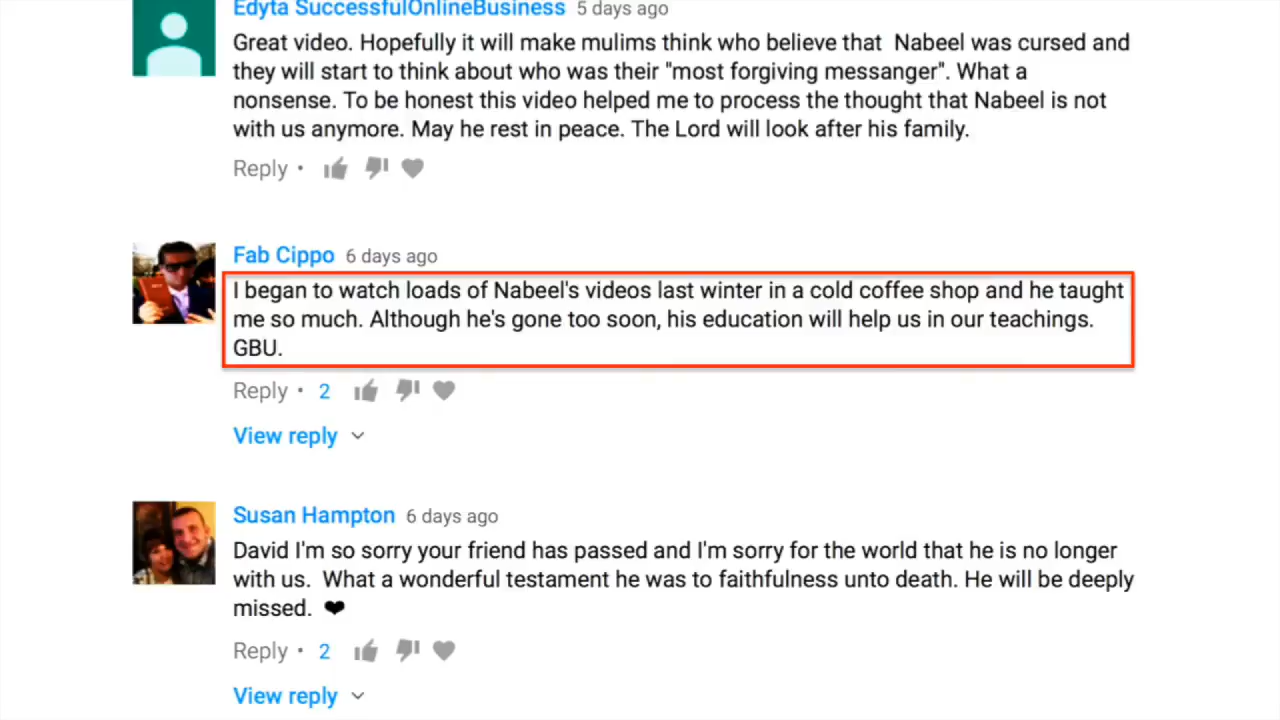 Edyta SuccessfulOnlineBusiness 5 days ago
Great video. Hopefully it will make mulims think who believe that Nabeel was cursed and
they will start to think about who was their "most forgiving messanger". What a
nonsense. To be honest this video helped me to process the thought that Nabeel is not
with us anymore. May he rest in peace. The Lord will look after his family.
Reply •
Fab Cippo 6 days ago
I began to watch loads of Nabeel's videos last winter in a cold coffee shop and he taught
me so much. Although he's gone too soon, his education will help us in our teachings.
GBU.
Reply • 2
View reply
Susan Hampton 6 days ago
David I'm so sorry your friend has passed and I'm sorry for the world that he is no longer
with us. What a wonderful testament he was to faithfulness unto death. He will be deeply
missed. ❤
Reply • 2
View reply